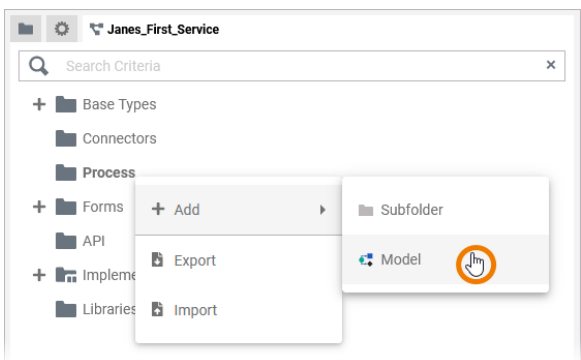 Janes_First_Service
Search Criteria
Base Types
Connectors
Process
Forms
Add
Subfolder
API
Export
Model
Impleme
Libraries
Import